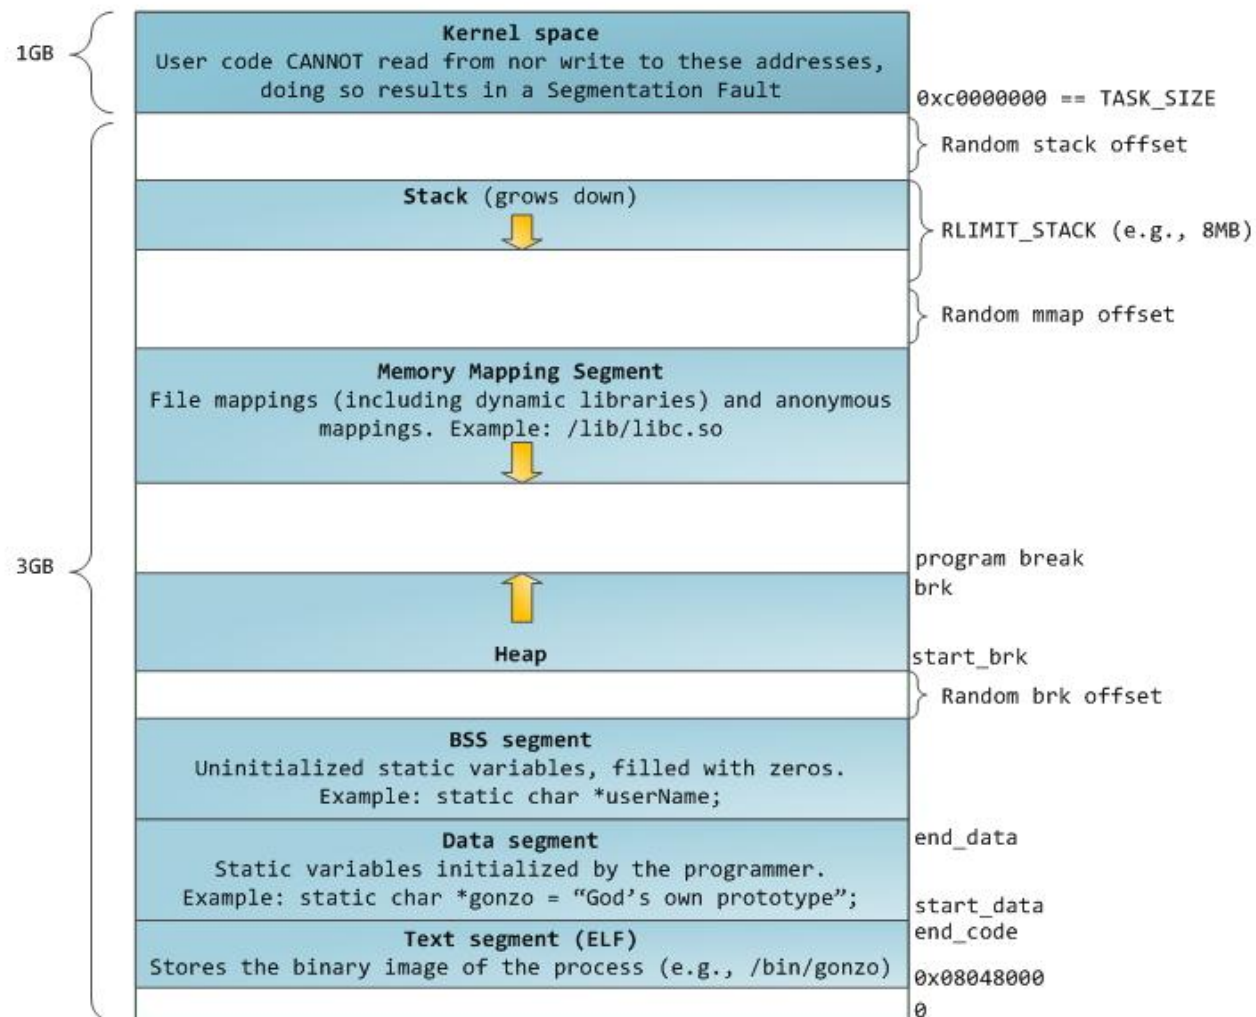 1GB
Kernel space
User code CANNOT read from nor write to these addresses,
doing so results in a Segmentation Fault
0xc0000000 == TASK_SIZE
Random stack offset
Stack (grows down)
RLIMIT_STACK (e.g., 8MB)
Random mmap offset
Memory Mapping Segment
File mappings (including dynamic libraries) and anonymous
mappings. Example: /lib/libc.so
3GB
program break
brk
Heap
start_brk
Random brk offset
BSS segment
Uninitialized static variables, filled with zeros.
Example: static char *userName;
Data segment
Static variables initialized by the programmer.
Example: static char *gonzo = “God’s own prototype”;
end_data
start_data
end_code
Text segment (ELF)
Stores the binary image of the process (e.g., /bin/gonzo)
0x08048000
0